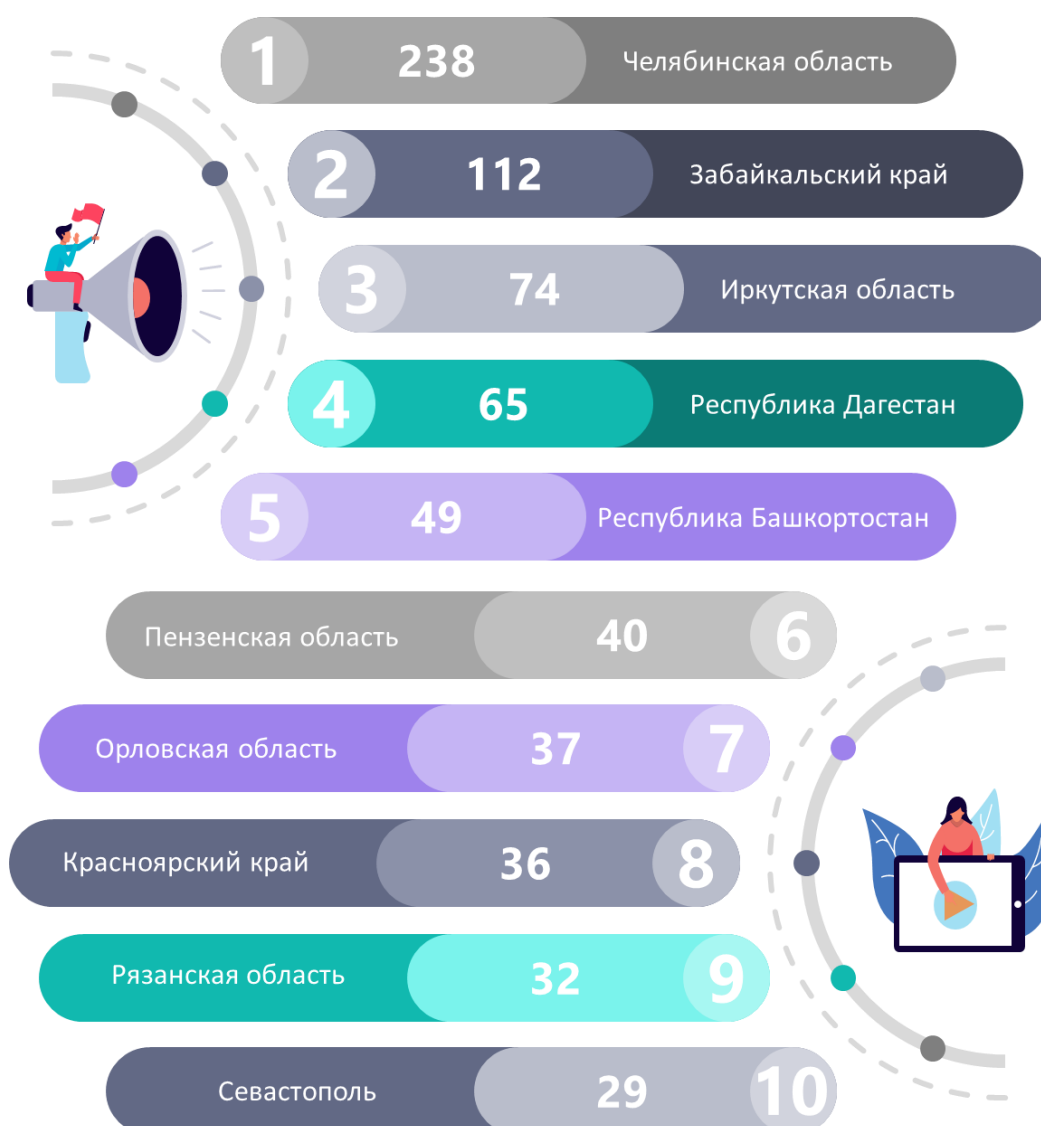 1 238 Челябинская область
2 112 Забайкальский край
3 74 Иркутская область
4 65 Республика Дагестан
5 49 Республика Башкортостан
Пензенская область 40 6
Орловская область 37 7
Красноярский край 36 8
Рязанская область 32 9
Севастополь 29 10